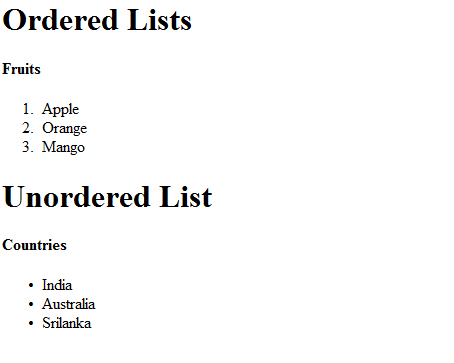 Ordered Lists
Fruits
1. Apple
2. Orange
3. Mango
Unordered List
Countries
• India
• Australia
• Srilanka